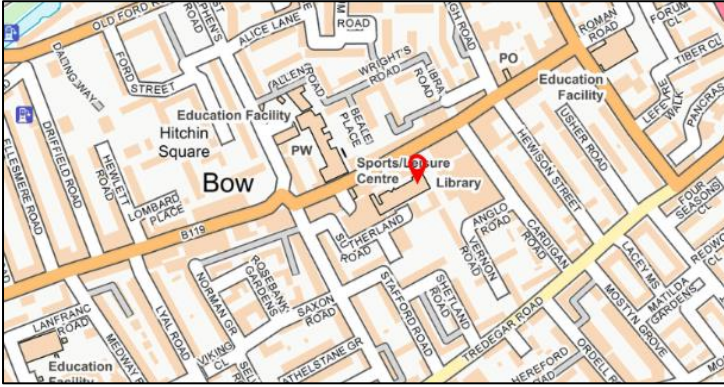 OLD FORD ROAD
ALICE LANE
ROAD
ROMAN
ROAD
TIBER CL
FORD
STREET
ALLEN'S
ROAD
WRIGHT'S
ROAD
PO
Education
Facility
LEFEVRE
WALK
Education Facility
BEALE
PLACE
Hitchin
Square
PW
USHER ROAD
ELLESMERE ROAD
DRIFFIELD ROAD
HEWLETT
ROAD
Bow
Sports/Leisure
Centre
Library
HEWISON STREET
LOMBARD
PLACE
FOUR
SEASONS
CL
B119
SUTHERLAND
ROAD
ANGLO
ROAD
CARDIGAN
ROAD
VERNON
ROAD
NORMAN GR
ROSEBANK
GARDENS
SAXON
ROAD
STAFFORD ROAD
SHETLAND
ROAD
LACEY MS
MATILDA
GARDENS
MOSTYN GROVE
TREDEGAR ROAD
LANFRANC
ROAD
MEDWAY
LYAL ROAD
VIKING
CL
ATHELSTANE GR
HEREFORD
ROAD
ORDELL
Education
Facility